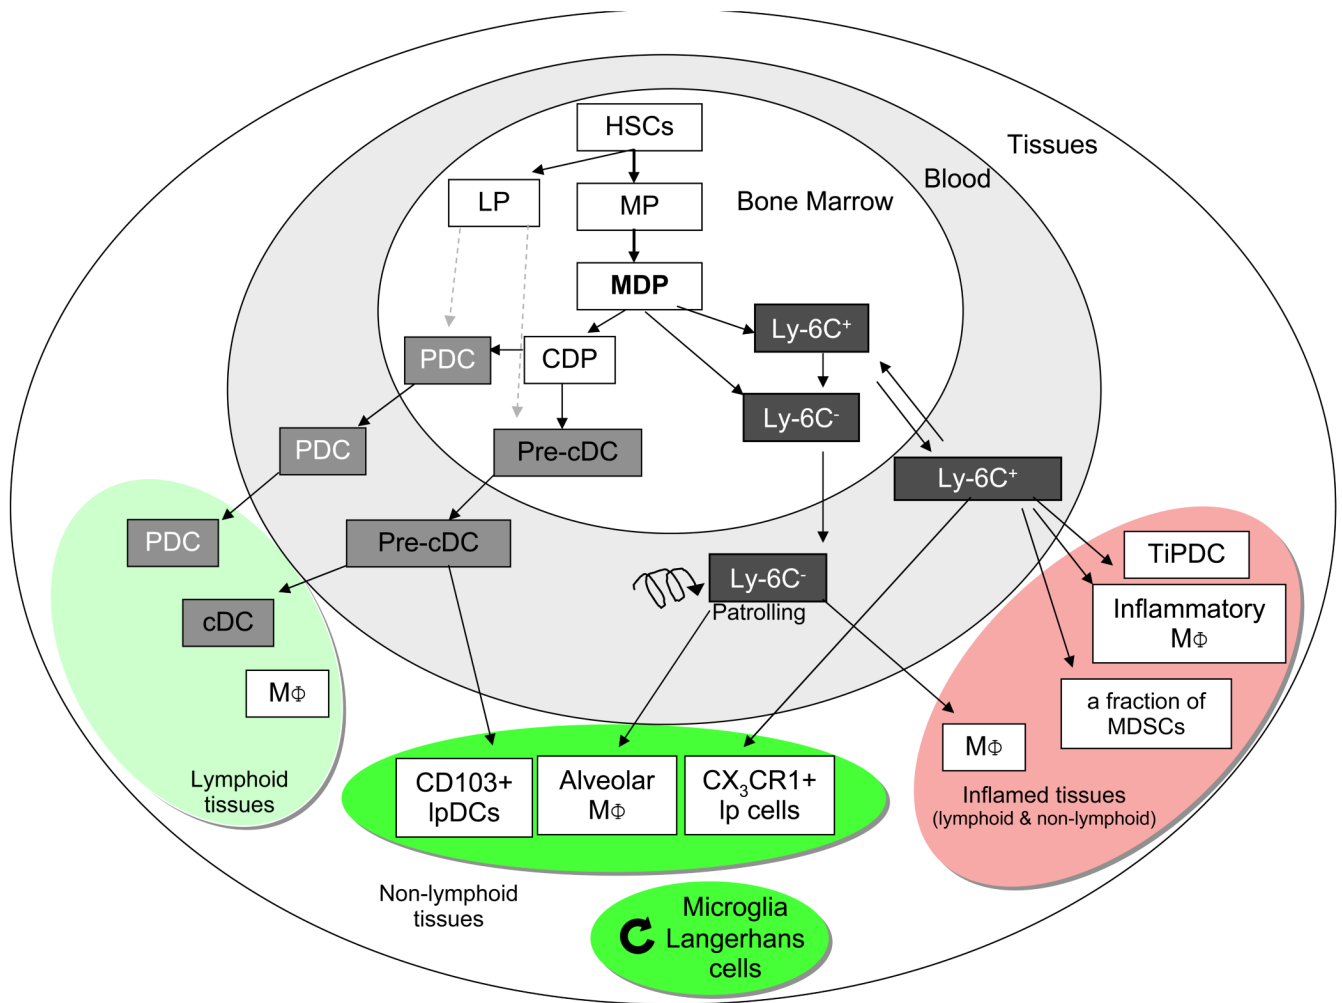 HSCs
Tissues
Blood
LP
MP
Bone Marrow
MDP
Ly-6C⁺
PDC
CDP
Ly-6C⁻
PDC
Pre-cDC
Ly-6C⁺
PDC
Pre-cDC
TiPDC
Ly-6C⁻
Patrolling
Inflammatory
MΦ
cDC
MΦ
a fraction of
MDSCs
MΦ
Lymphoid
tissues
CD103+
lpDCs
Alveolar
MΦ
CX₃CR1+
lp cells
Inflamed tissues
(lymphoid & non-lymphoid)
Non-lymphoid
tissues
Microglia
Langerhans
cells